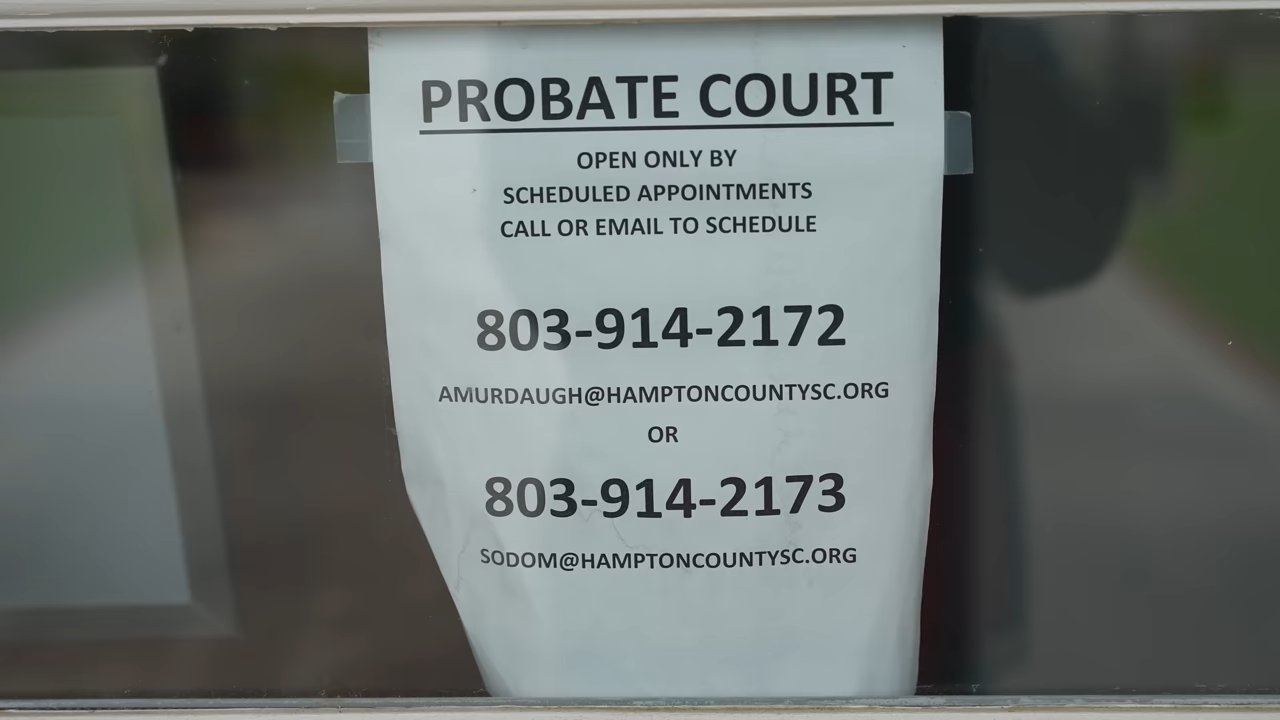 PROBATE COURT
OPEN ONLY BY
SCHEDULED APPOINTMENTS
CALL OR EMAIL TO SCHEDULE
803-914-2172
AMURDAUGH@HAMPTONCOUNTYSC.ORG
OR
803-914-2173
SODOM@HAMPTONCOUNTYSC.ORG